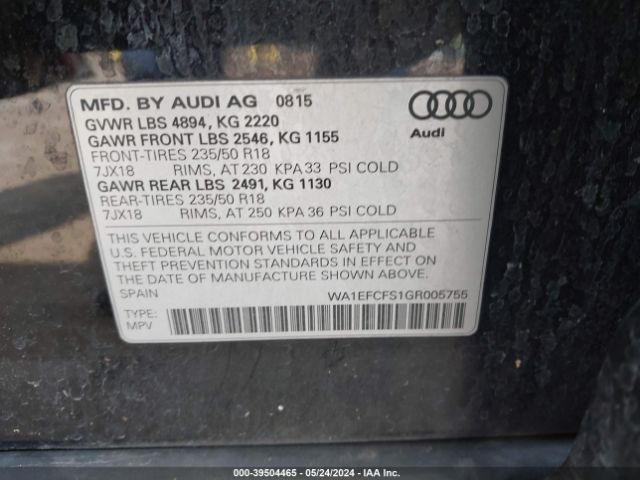 MFD. BY AUDI AG 0815
GVWR LBS 4894, KG 2220
GAWR FRONT LBS 2546, KG 1155
FRONT-TIRES 235/50 R18
7JX18 RIMS, AT 230 KPA 33 PSI COLD
GAWR REAR LBS 2491, KG 1130
REAR-TIRES 235/50 R18
7JX18 RIMS, AT 250 KPA 36 PSI COLD
Audi
THIS VEHICLE CONFORMS TO ALL APPLICABLE
U.S. FEDERAL MOTOR VEHICLE SAFETY AND
THEFT PREVENTION STANDARDS IN EFFECT ON
THE DATE OF MANUFACTURE SHOWN ABOVE.
SPAIN WA1EFCFS1GR005755
TYPE:
MPV
000-39504465 - 05/24/2024 - IAA Inc.